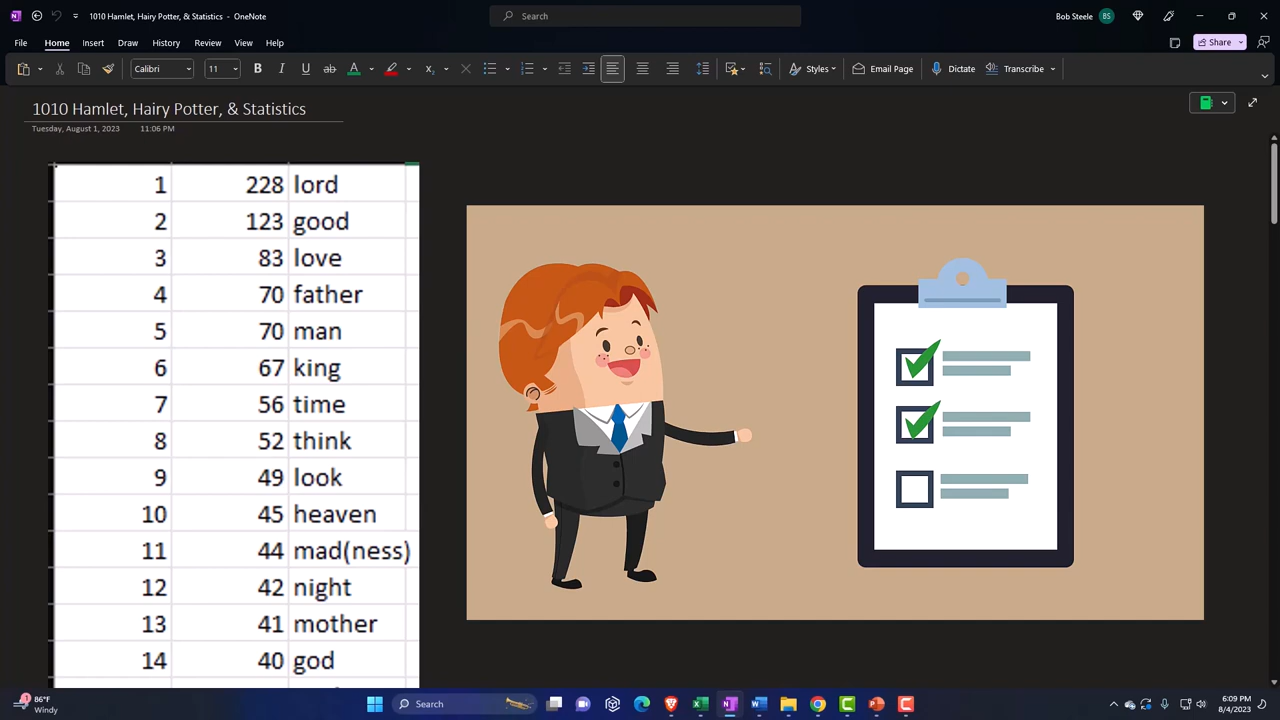 1010 Hamlet, Hairy Potter, & Statistics - OneNote
Search
Bob Steele BS
File Home Insert Draw History Review View Help
Share
Calibri 11 B I U ab A Styles Email Page Dictate Transcribe
1010 Hamlet, Hairy Potter, & Statistics
Tuesday, August 1, 2023 11:06 PM
1 228 lord
2 123 good
3 83 love
4 70 father
5 70 man
6 67 king
7 56 time
8 52 think
9 49 look
10 45 heaven
11 44 mad(ness)
12 42 night
13 41 mother
14 40 god
1 86°F
Windy
Search
6:09 PM
8/4/2023